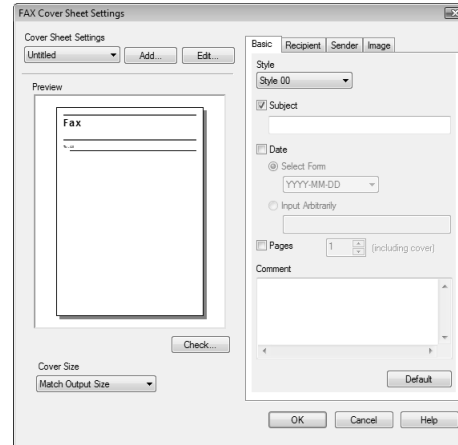 FAX Cover Sheet Settings
Cover Sheet Settings
Untitled
Add...
Edit...
Preview
Fax
Check...
Cover Size
Match Output Size
Basic
Recipient
Sender
Image
Style
Style 00
Subject
Date
Select Form
YYYY-MM-DD
Input Arbitrarily
Pages
1
(including cover)
Comment
Default
OK
Cancel
Help